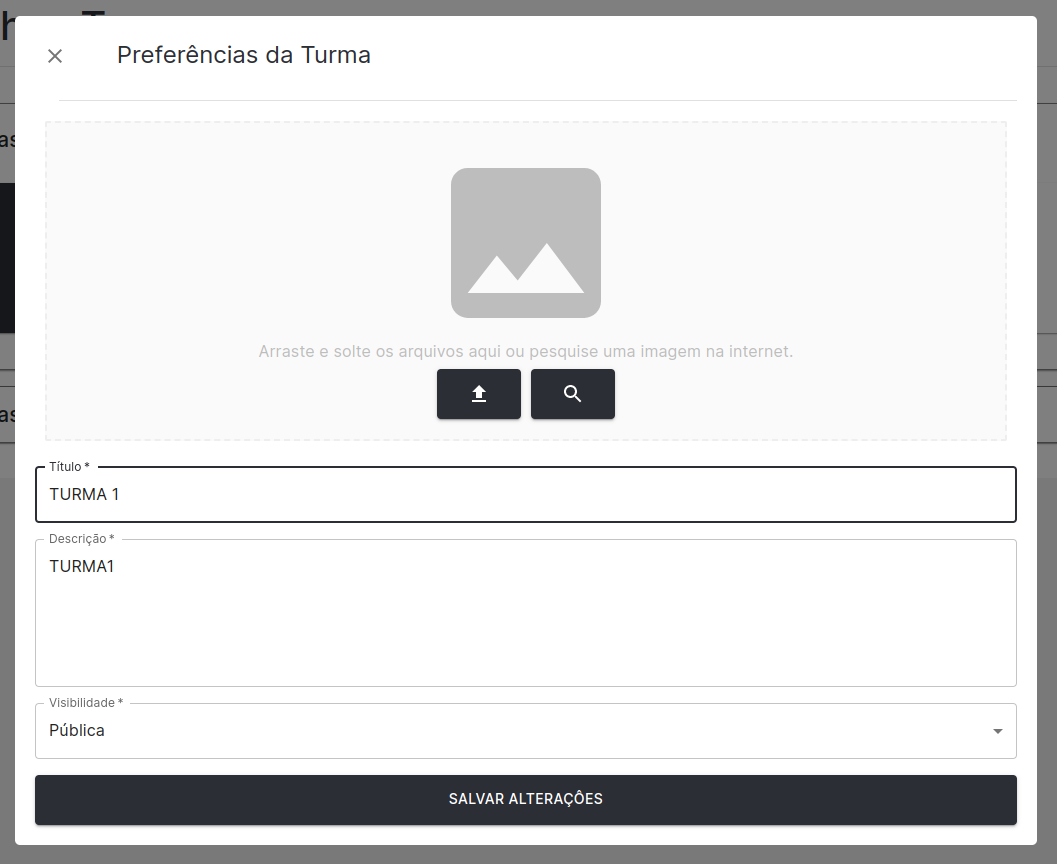 Preferências da Turma
Arraste e solte os arquivos aqui ou pesquise uma imagem na internet.
Título *
TURMA 1
Descrição *
TURMA1
Visibilidade *
Pública
SALVAR ALTERAÇÔES